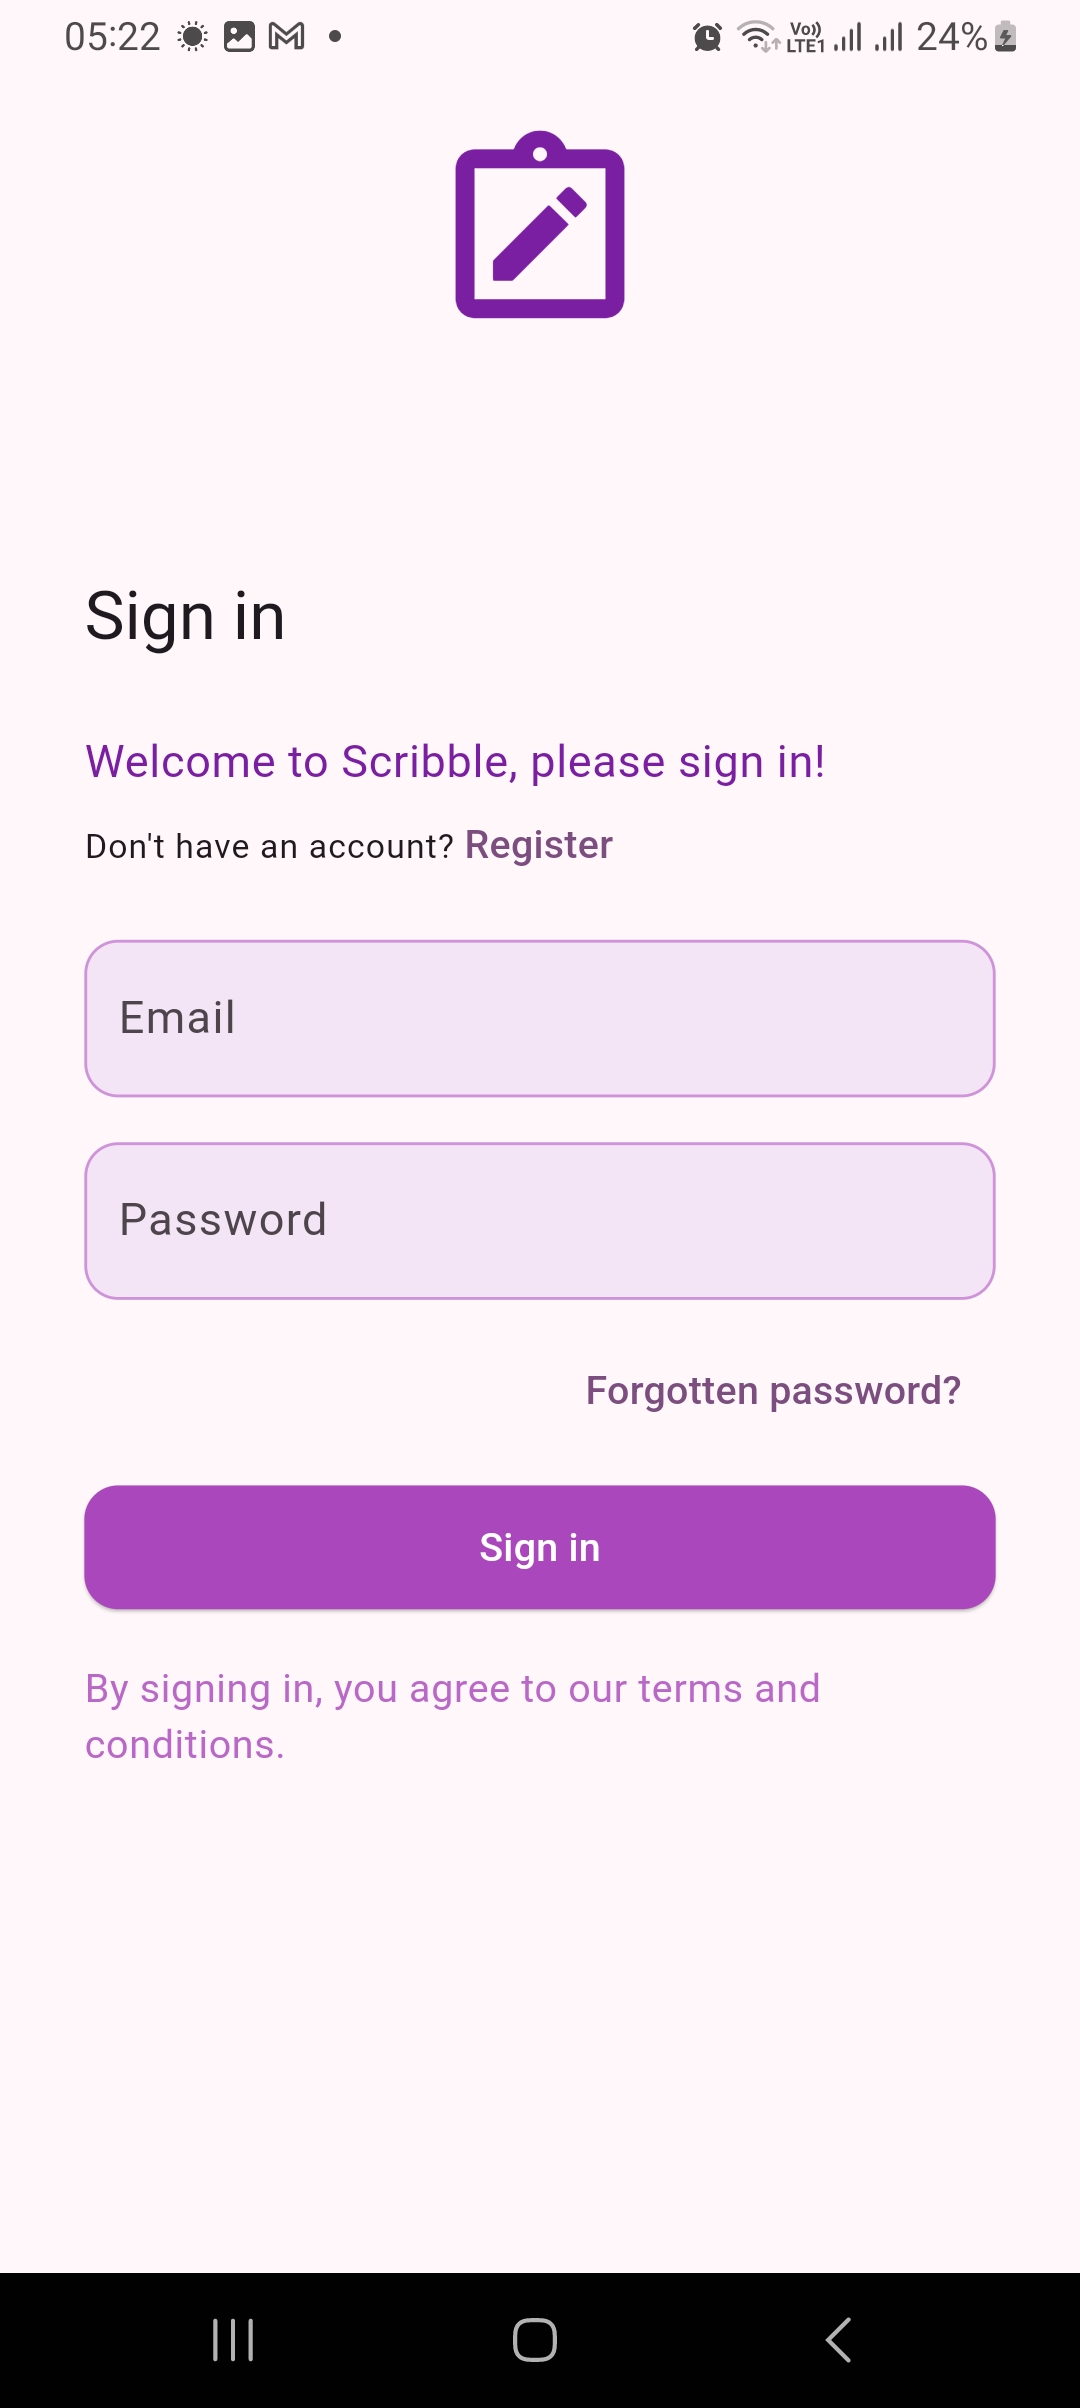 05:22 Vo)) LTE1 24%
Sign in
Welcome to Scribble, please sign in!
Don't have an account? Register
Email
Password
Forgotten password?
Sign in
By signing in, you agree to our terms and
conditions.